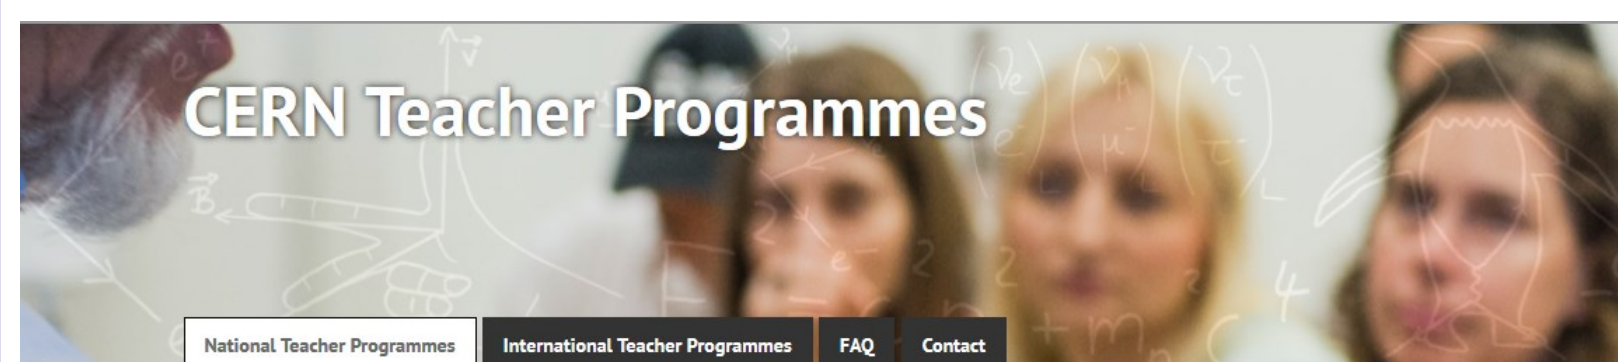 CERN Teacher Programmes
National Teacher Programmes
International Teacher Programmes
FAQ
Contact